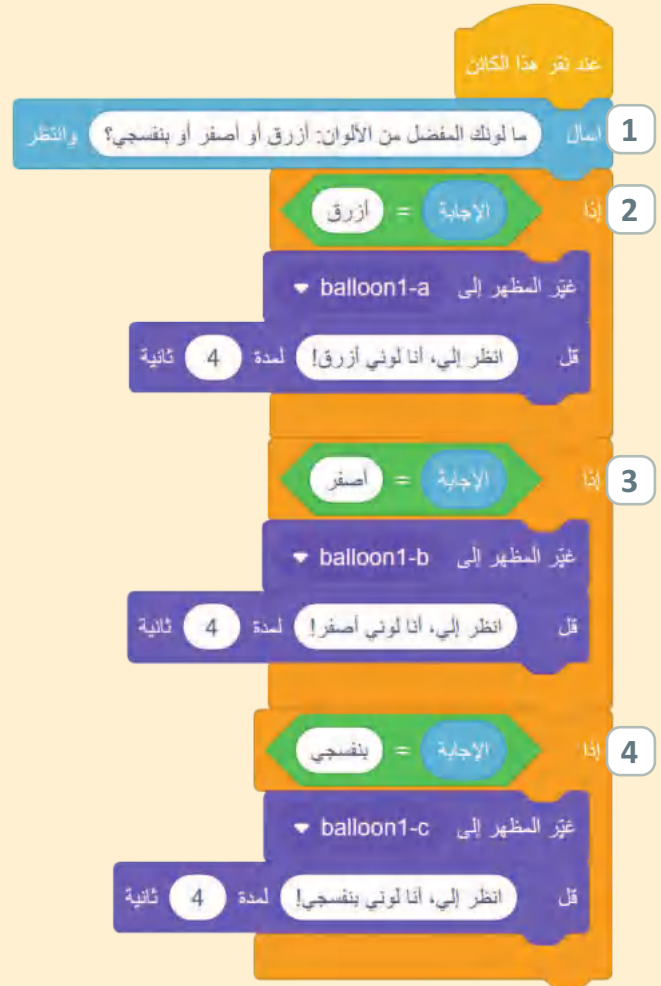 عند نقر هذا الكائن
1 اسأل ما لونك المفضل من الألوان: أزرق أو أصفر أو بنفسجي؟ وانتظر
2 إذا الإجابة = أزرق
غيّر المظهر إلى balloon1-a
قل انظر إلي، أنا لوني أزرق! لمدة 4 ثانية
3 إذا الإجابة = أصفر
غيّر المظهر إلى balloon1-b
قل انظر إلي، أنا لوني أصفر! لمدة 4 ثانية
4 إذا الإجابة = بنفسجي
غيّر المظهر إلى balloon1-c
قل انظر إلي، أنا لوني بنفسجي! لمدة 4 ثانية